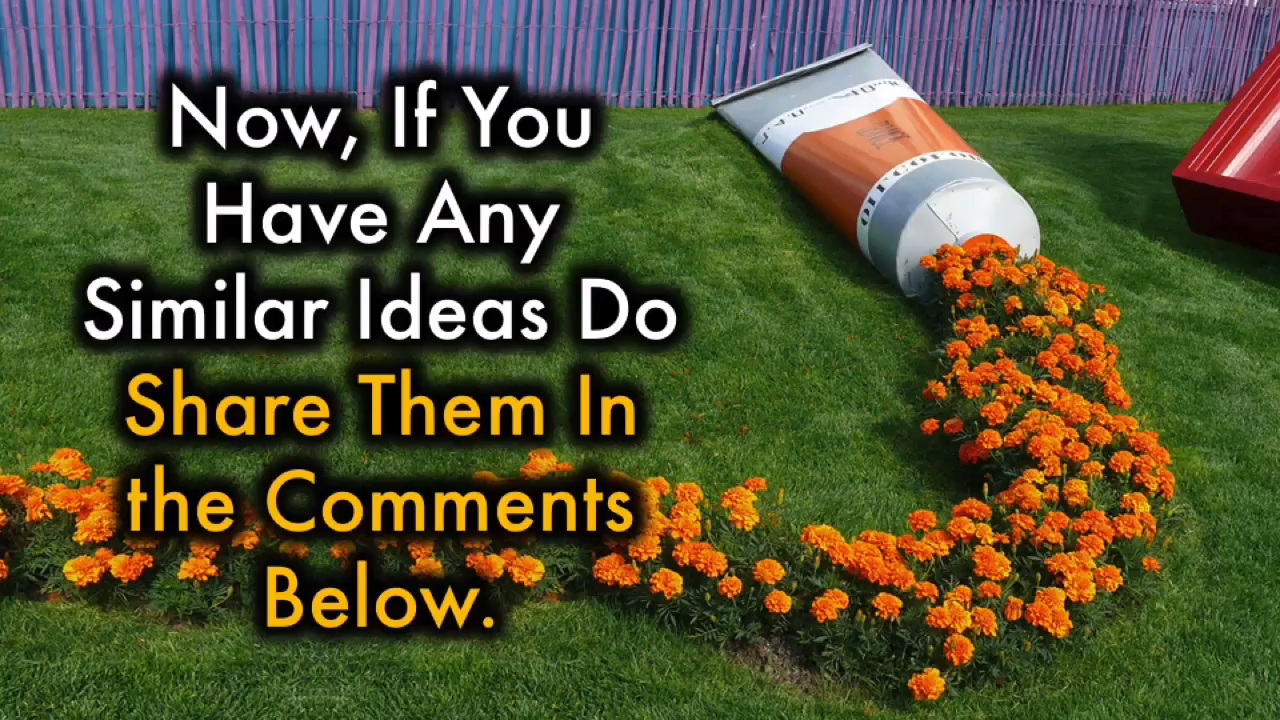 Now, If You
Have Any
Similar Ideas Do
Share Them In
the Comments
Below.